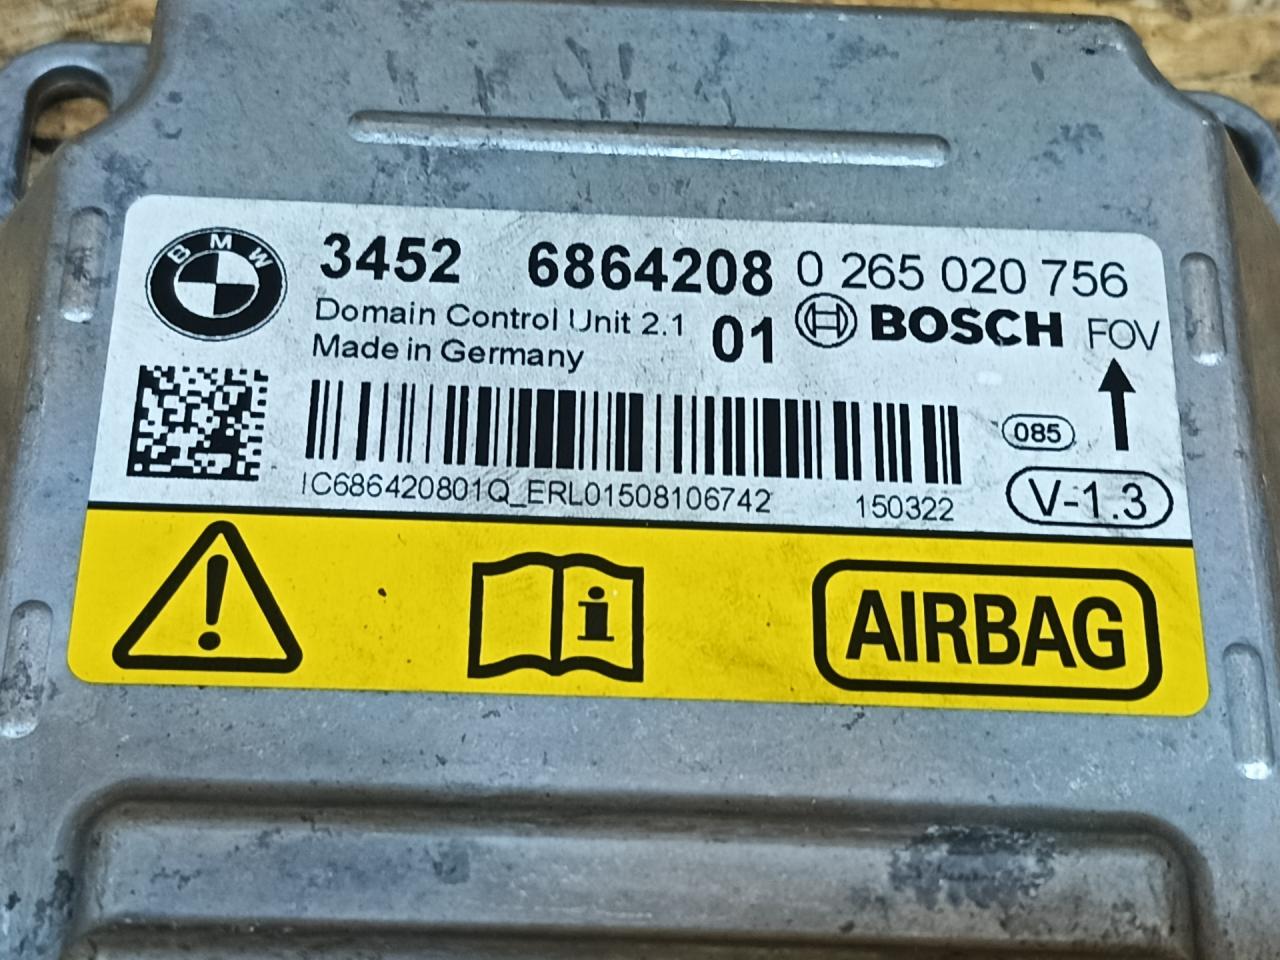 BMW
3452 6864208 0 265 020 756
Domain Control Unit 2.1 01 BOSCH FOV
Made in Germany
085
IC686420801Q_ERL01508106742 150322 V-1.3
AIRBAG